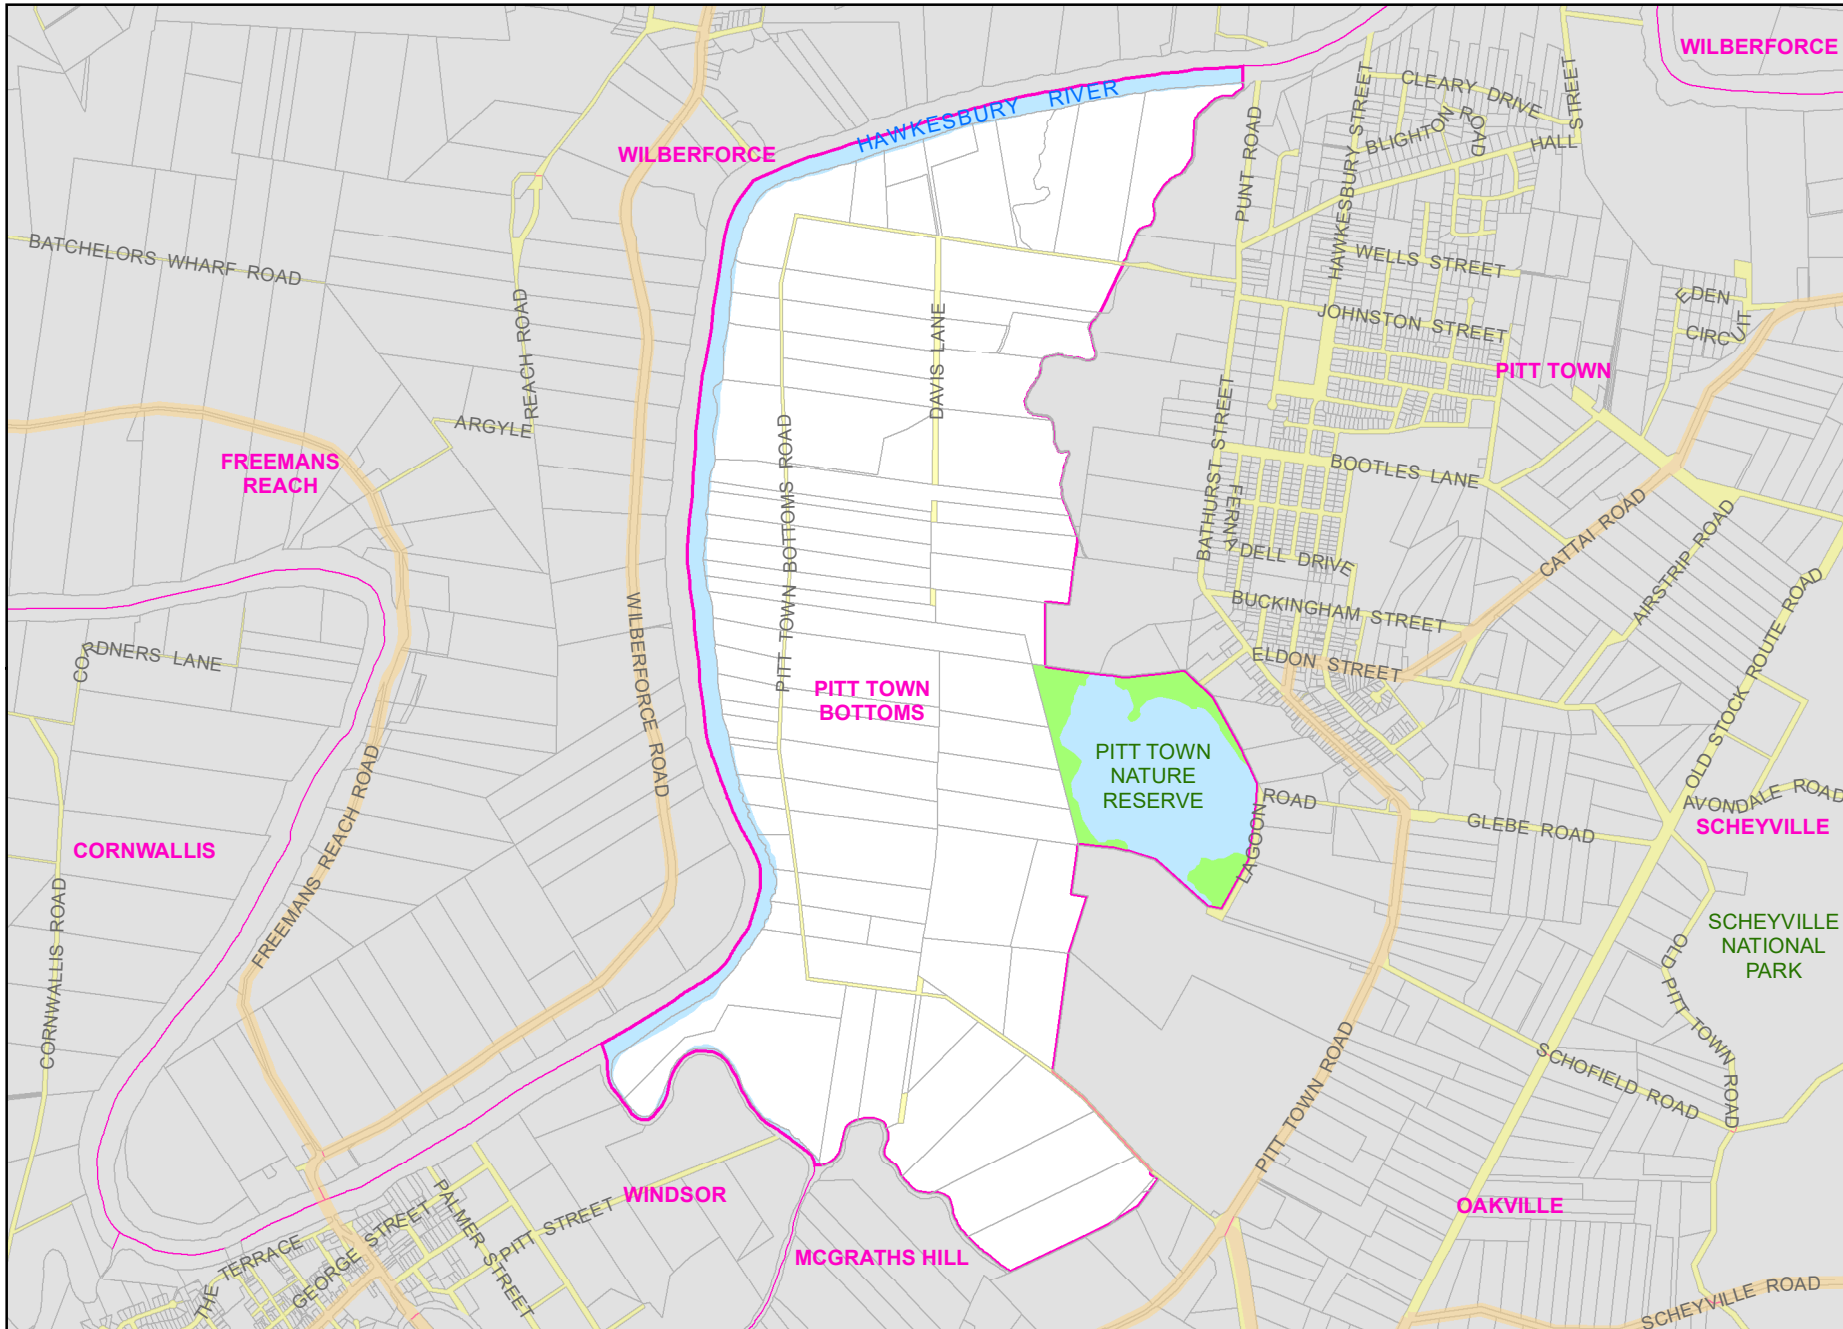 WILBERFORCE
CLEARY DRIVE
HALL STREET
BLIGHTON ROAD
HAWKESBURY RIVER
HAWKESBURY STREET
PUNT ROAD
WILBERFORCE
BATCHELORS WHARF ROAD
WELLS STREET
EDEN
CIRCUIT
JOHNSTON STREET
REACH ROAD
ARGYLE
DAVIS LANE
PITT TOWN
BATHURST STREET
FREEMANS
REACH
BOOTLES LANE
PITT TOWN BOTTOMS ROAD
FERNA
DELL DRIVE
CATTAI ROAD
AIRSTRIP ROAD
BUCKINGHAM STREET
CORDNERS LANE
WILBERFORCE ROAD
ELDON STREET
OLD STOCK ROUTE ROAD
PITT TOWN
BOTTOMS
PITT TOWN
NATURE
RESERVE
LAGOON ROAD
GLEBE ROAD
AVONDALE ROAD
SCHEYVILLE
CORNWALLIS
FREEMANS REACH ROAD
CORNWALLIS ROAD
SCHEYVILLE
NATIONAL
PARK
OLD PITT TOWN ROAD
SCHOFIELD ROAD
PITT TOWN ROAD
WINDSOR
OAKVILLE
MCGRATHS HILL
PALMER STREET
PITT STREET
THE TERRACE
GEORGE STREET
SCHEYVILLE ROAD